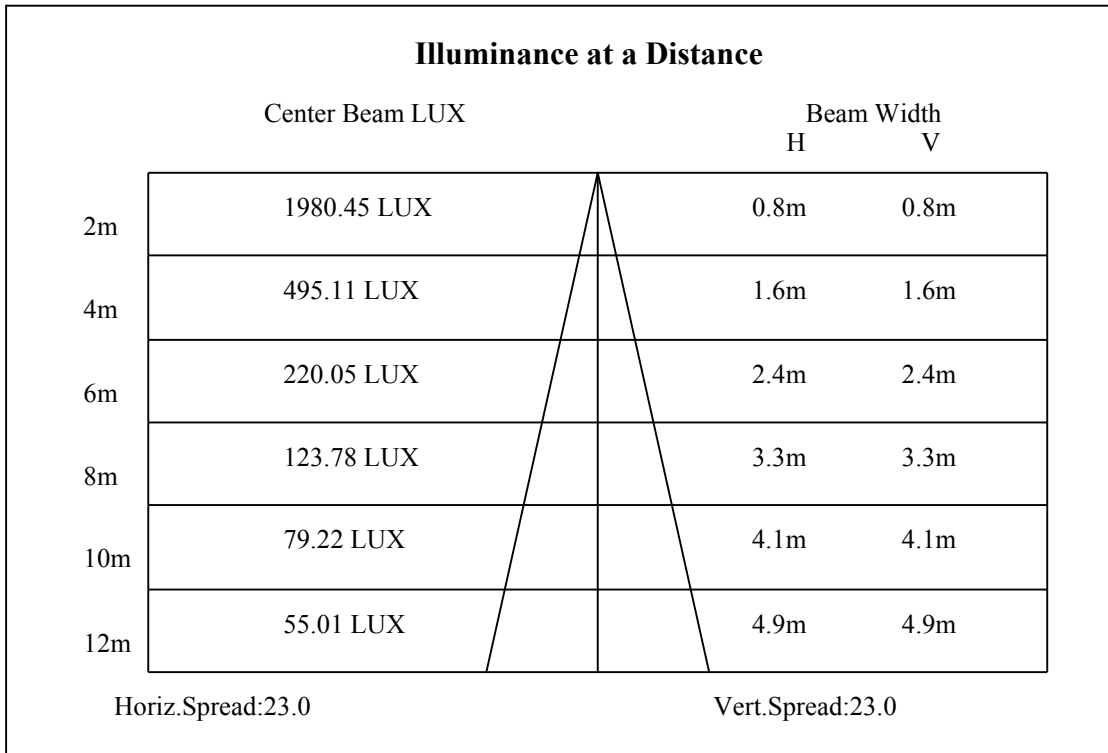 Illuminance at a Distance
Center Beam LUX Beam Width
H V
2m 1980.45 LUX 0.8m 0.8m
4m 495.11 LUX 1.6m 1.6m
6m 220.05 LUX 2.4m 2.4m
8m 123.78 LUX 3.3m 3.3m
10m 79.22 LUX 4.1m 4.1m
12m 55.01 LUX 4.9m 4.9m
Horiz.Spread:23.0 Vert.Spread:23.0